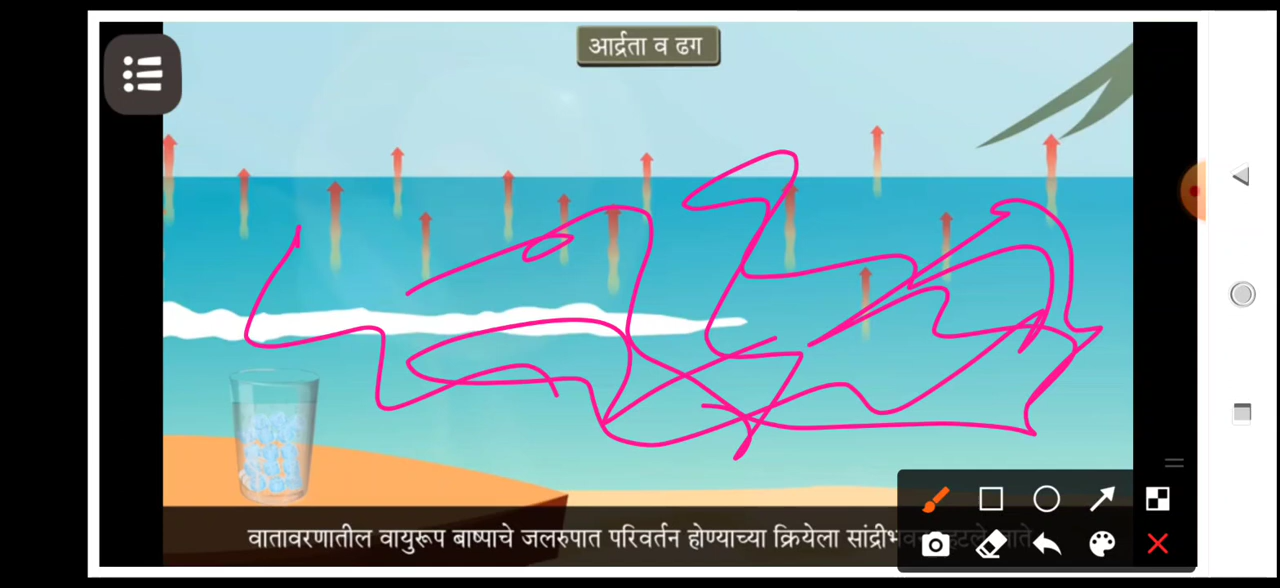 आर्द्रता व ढग
वातावरणातील वायुरूप बाष्पाचे जलरुपात परिवर्तन होण्याच्या क्रियेला